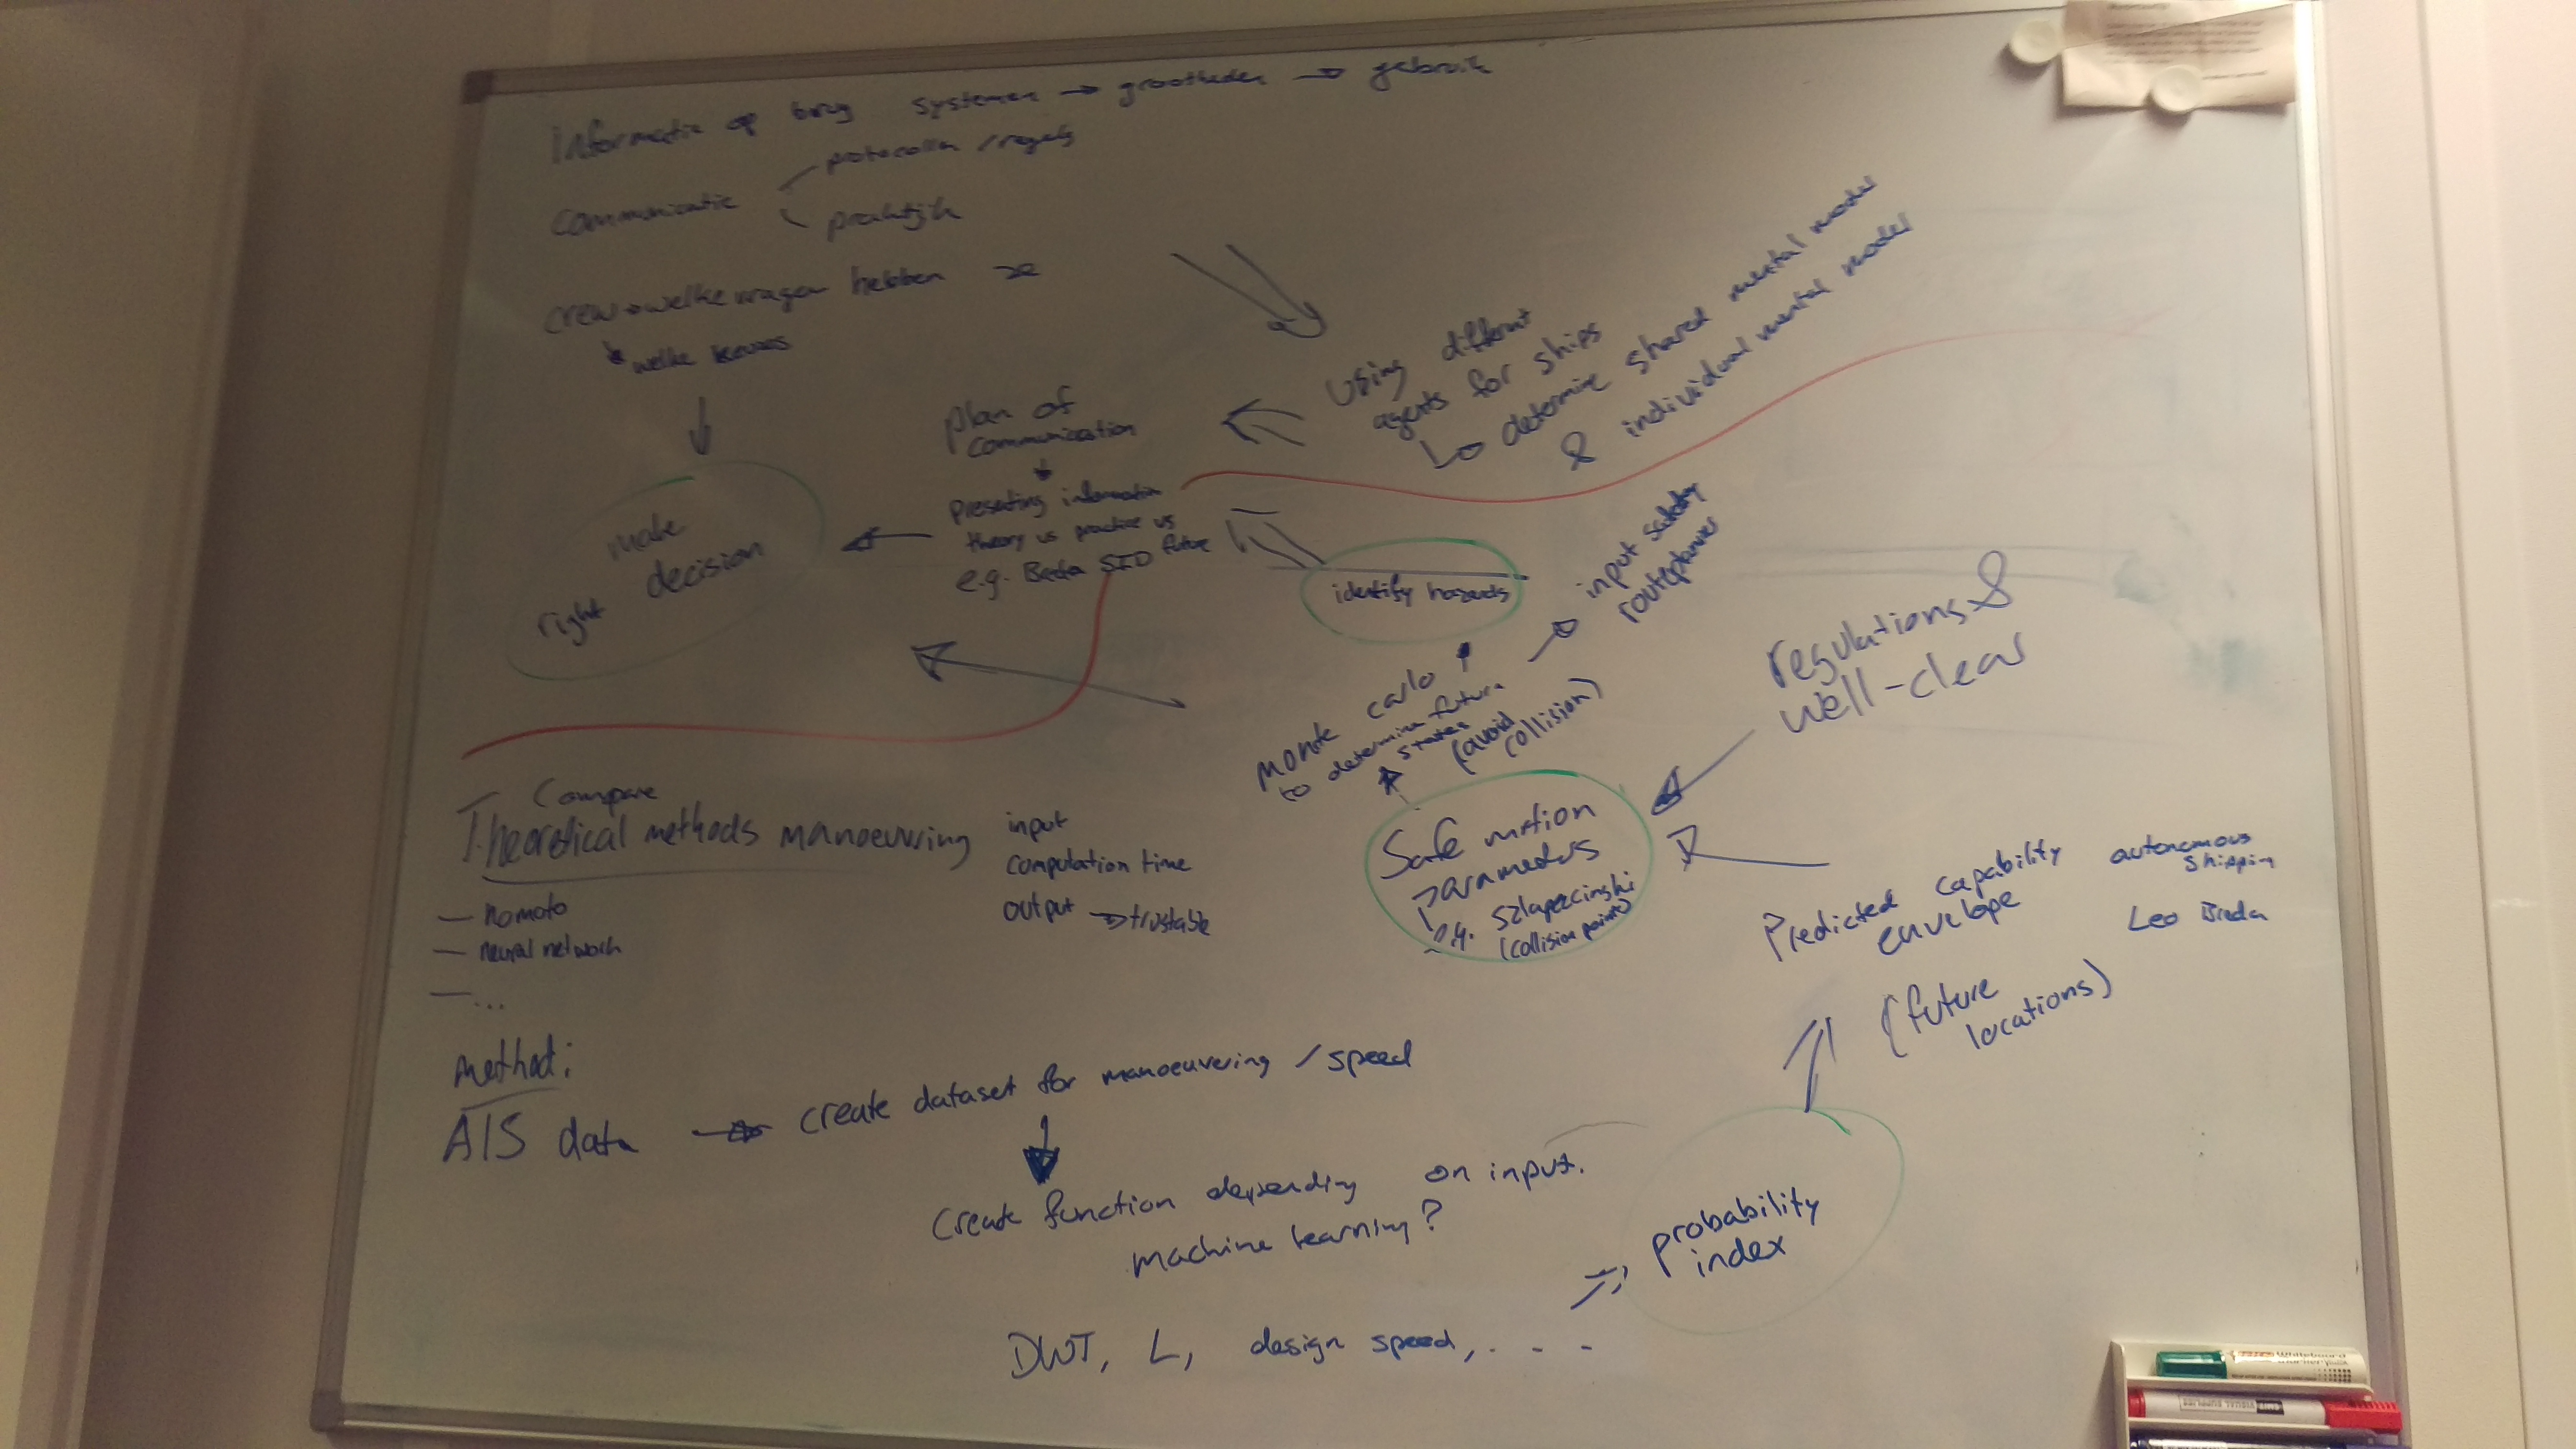 informatie op brug systemen → grootheden → gebruik
communicatie
protocollen / regels
praktijk
crew → welke vragen hebben ze
welke keuzes
plan of
communication
presenting information
theory vs practice vs
future
e.g. Breda SID
make
right decision
using different
agents for ships
↳ determine shared mental model
& individual mental model
identify hazards
input safety
routeplanner
monte carlo
to determine future
states
(avoid
collision)
regulations &
well-clear
Safe motion
parameters
e.g. Szlapczinski
(collision points)
Predicted capability
envelope
(future
locations)
autonomous
shipping
Leo Breda
Compare
Theoretical methods manoeuvring
— Nomoto
— neural network
— ...
input
computation time
output → trustable
method:
AIS data → create dataset for manoeuvering / speed
Create function depending on input.
machine learning?
DWT, L, design speed, . . .
probability
index